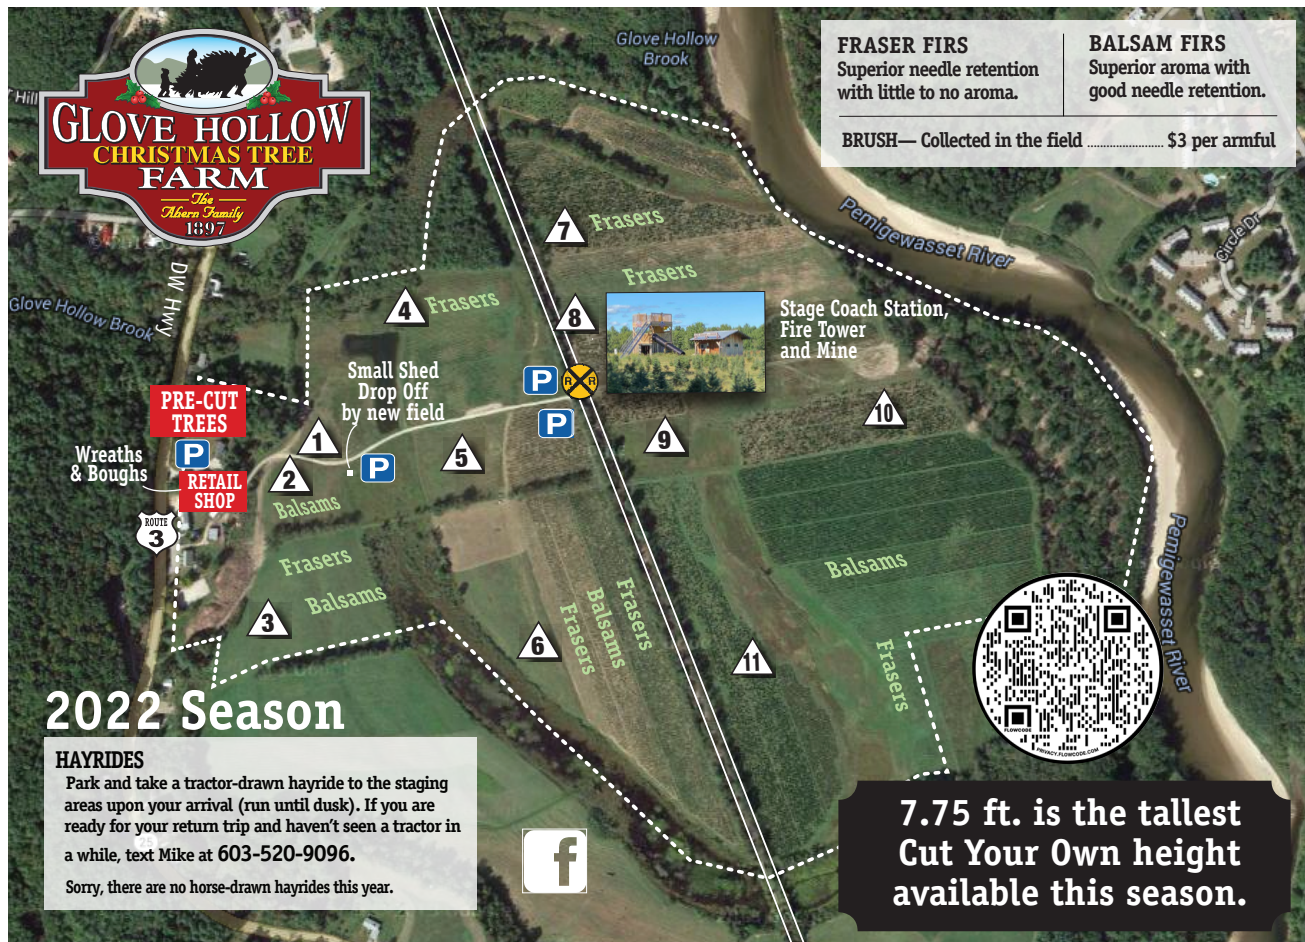 Glove Hollow
Brook
FRASER FIRS
Superior needle retention
with little to no aroma.
BALSAM FIRS
Superior aroma with
good needle retention.
BRUSH— Collected in the field ........................ $3 per armful
Hill
GLOVE HOLLOW
CHRISTMAS TREE
FARM
The
Ahern Family
1897
DW Hwy
Glove Hollow Brook
Pemigewasset River
Circle Dr
7
Frasers
Frasers
4
Frasers
8
Stage Coach Station,
Fire Tower
and Mine
Small Shed
Drop Off
by new field
P
R R
P
PRE-CUT
TREES
P
Wreaths
& Boughs
RETAIL
SHOP
ROUTE
3
1
2
P
5
9
10
Balsams
Frasers
Balsams
3
6
Frasers
Balsams
Frasers
11
Balsams
Frasers
Pemigewasset River
FLOWCODE
PRIVACY.FLOWCODE.COM
2022 Season
HAYRIDES
Park and take a tractor-drawn hayride to the staging
areas upon your arrival (run until dusk). If you are
ready for your return trip and haven't seen a tractor in
a while, text Mike at 603-520-9096.
Sorry, there are no horse-drawn hayrides this year.
25
f
7.75 ft. is the tallest
Cut Your Own height
available this season.